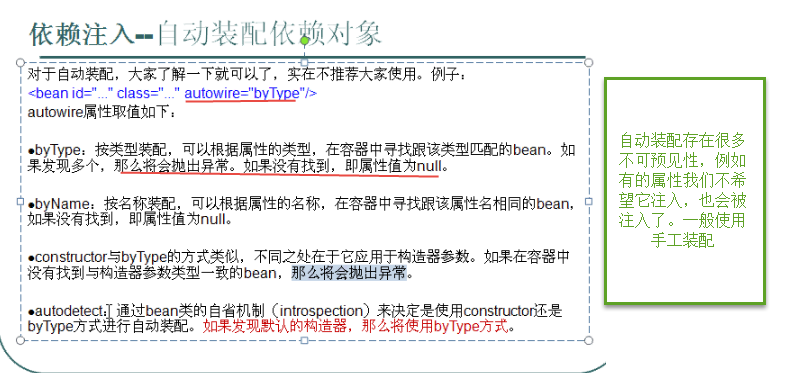 依赖注入--自动装配依赖对象
对于自动装配，大家了解一下就可以了，实在不推荐大家使用。例子：
<bean id="..." class="..." autowire="byType"/>
autowire属性取值如下：
●byType：按类型装配，可以根据属性的类型，在容器中寻找跟该类型匹配的bean。如
果发现多个，那么将会抛出异常。如果没有找到，即属性值为null。
●byName：按名称装配，可以根据属性的名称，在容器中寻找跟该属性名相同的bean，
如果没有找到，即属性值为null。
●constructor与byType的方式类似，不同之处在于它应用于构造器参数。如果在容器中
没有找到与构造器参数类型一致的bean，那么将会抛出异常。
●autodetect：通过bean类的自省机制（introspection）来决定是使用constructor还是
byType方式进行自动装配。如果发现默认的构造器，那么将使用byType方式。
自动装配存在很多
不可预见性，例如
有的属性我们不希
望它注入，也会被
注入了。一般使用
手工装配